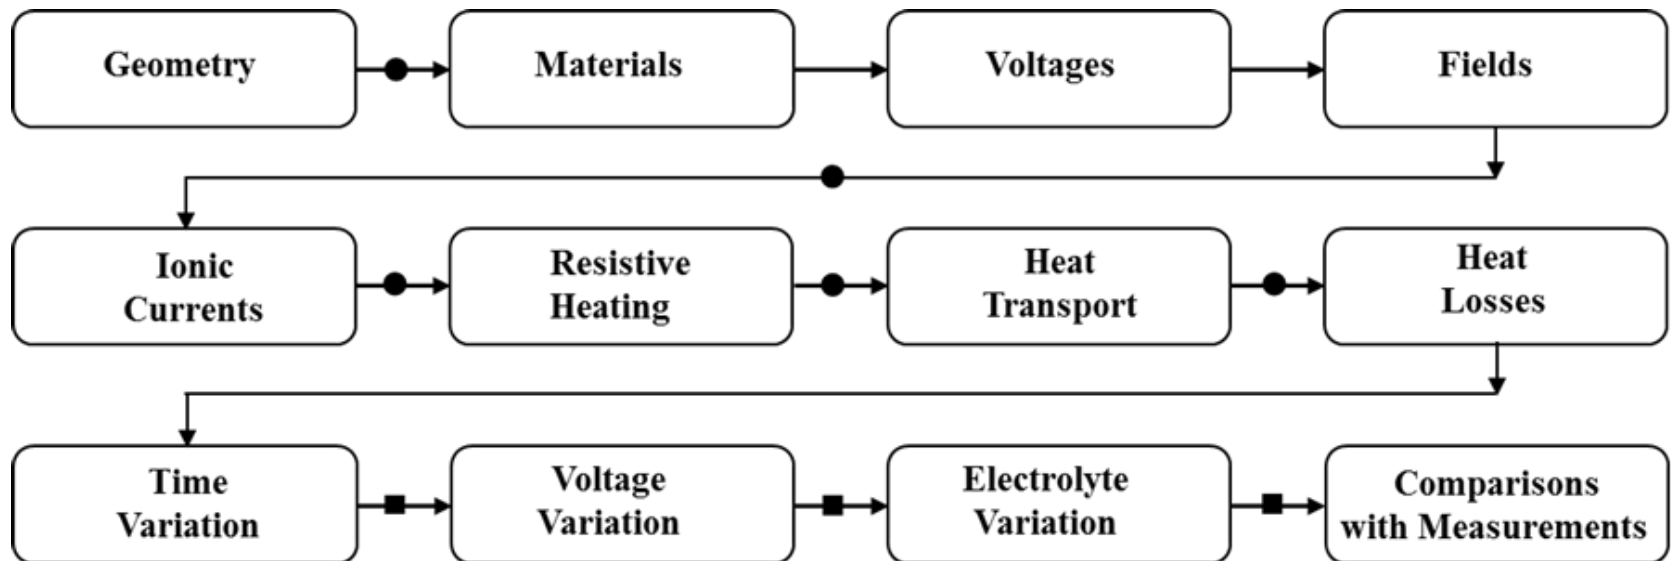 Geometry
Materials
Voltages
Fields
Ionic
Currents
Resistive
Heating
Heat
Transport
Heat
Losses
Time
Variation
Voltage
Variation
Electrolyte
Variation
Comparisons
with Measurements